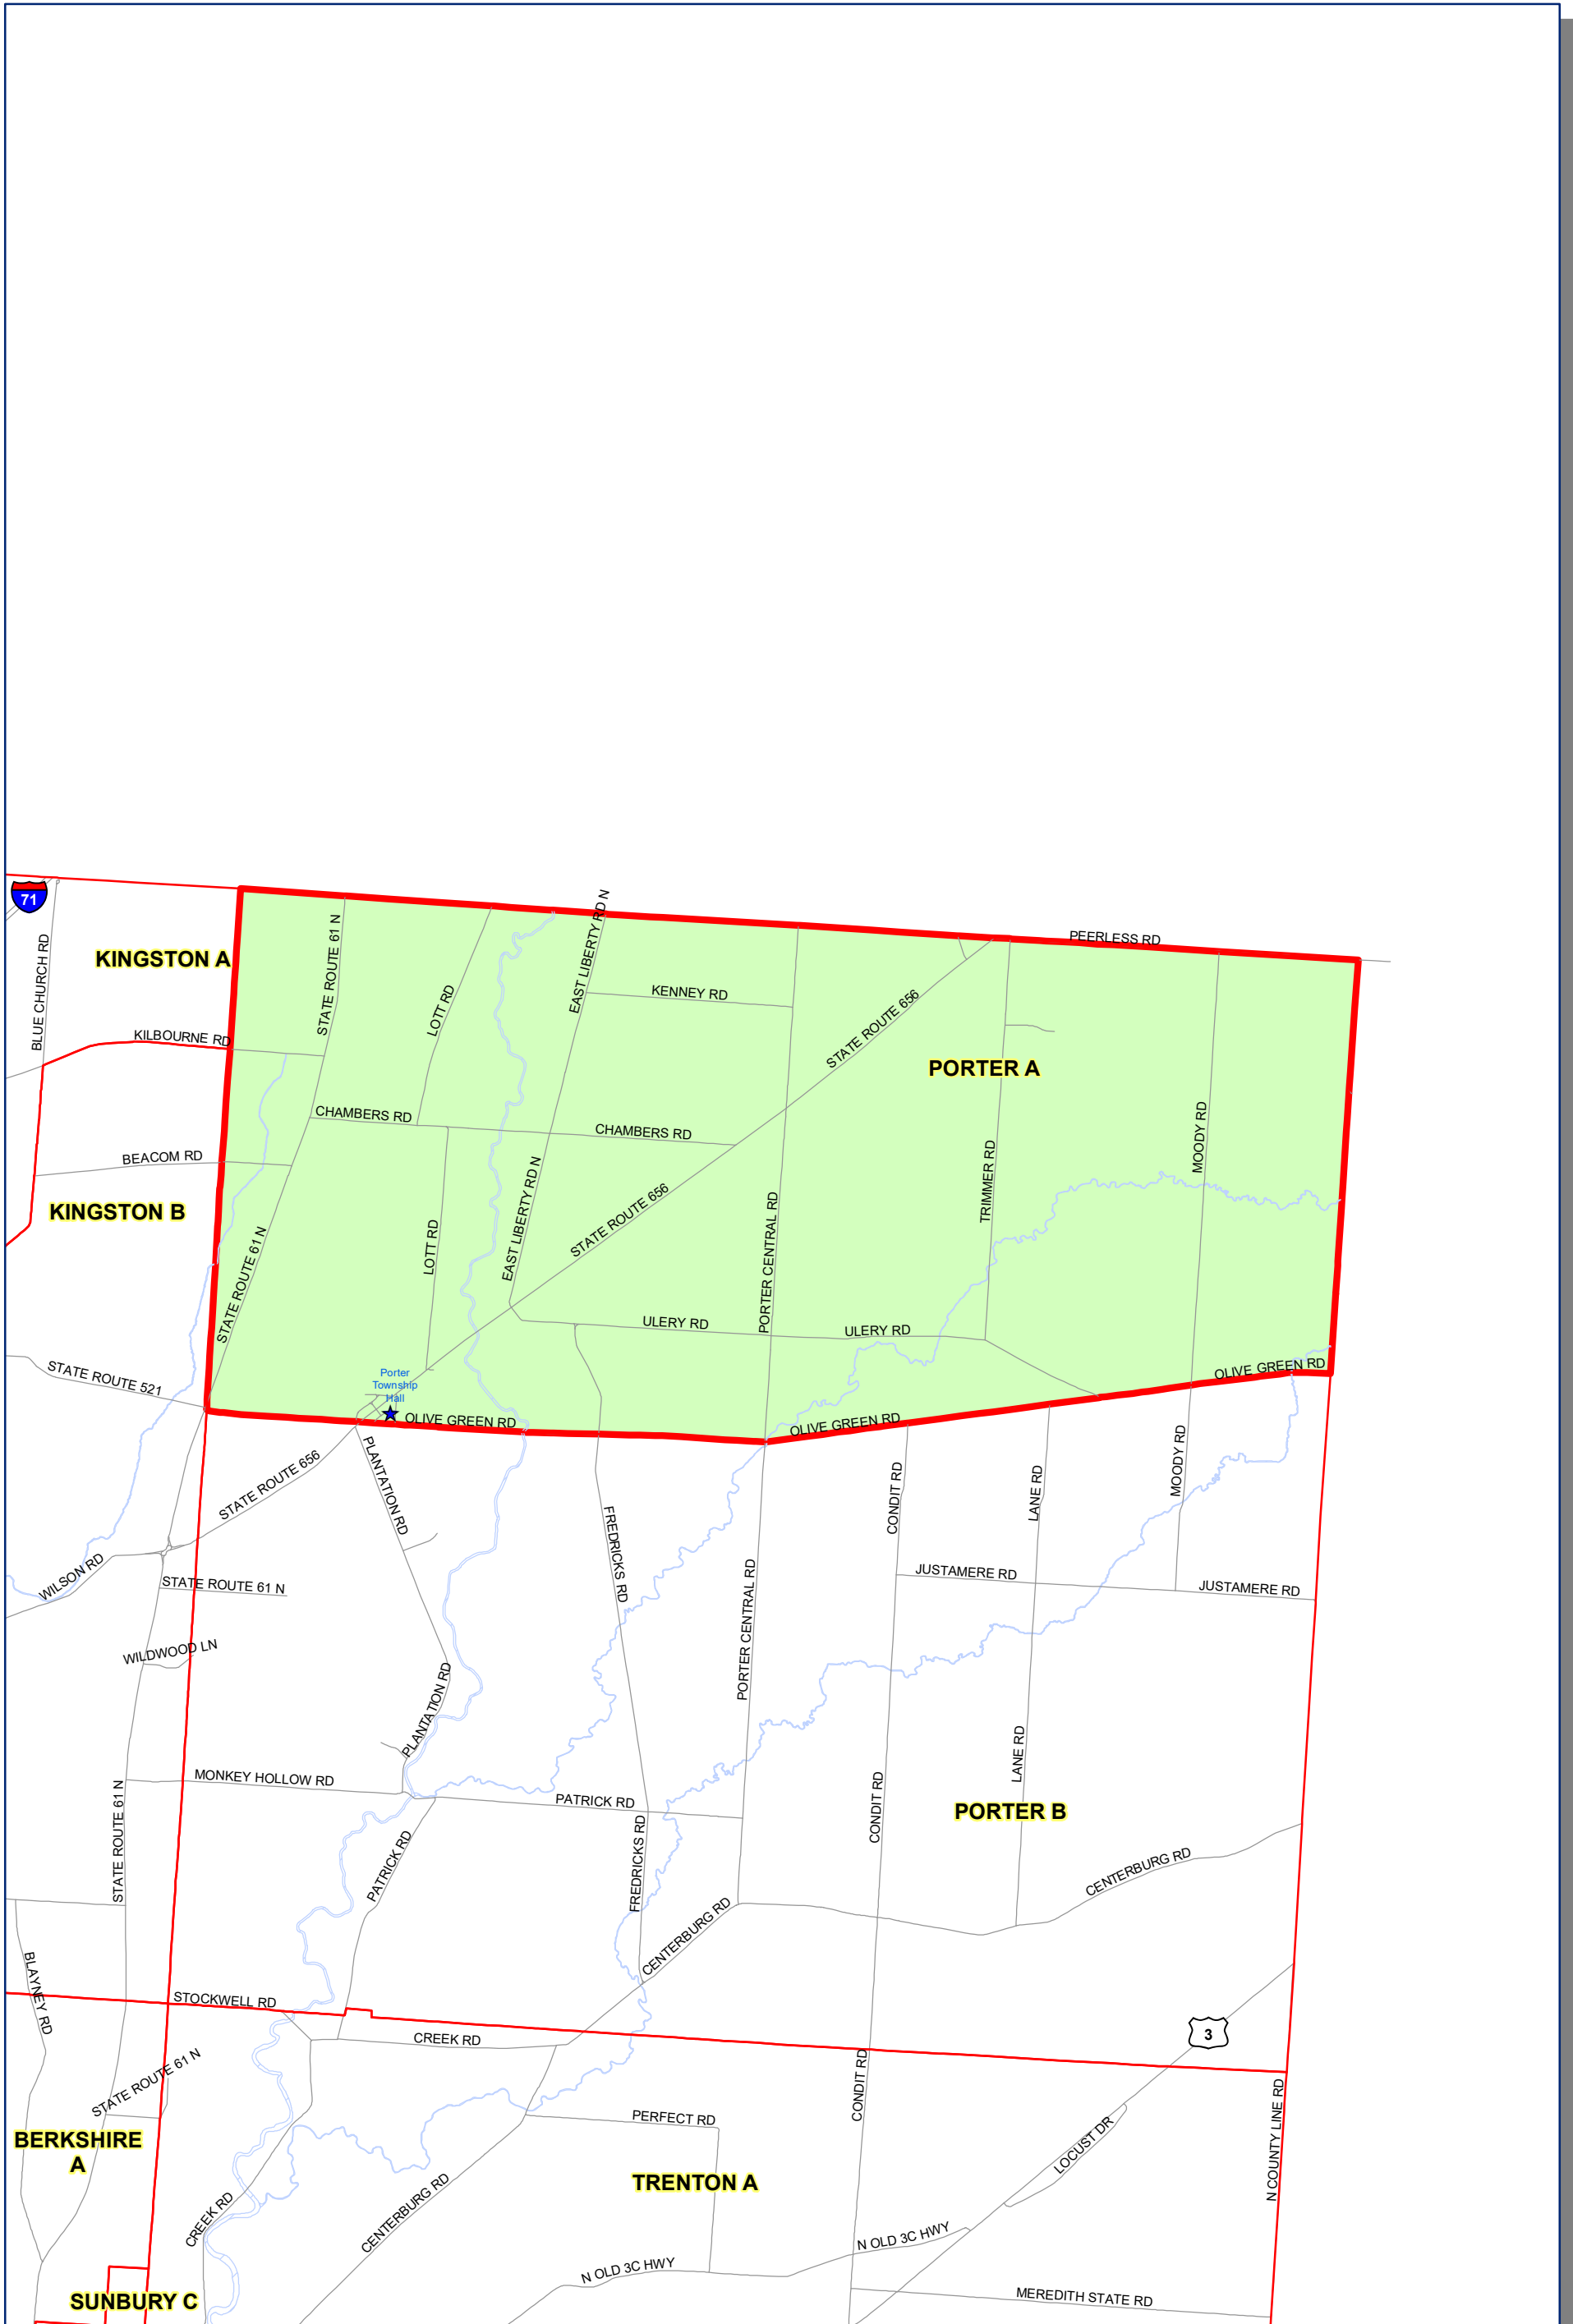 71
KINGSTON A
BLUE CHURCH RD
KILBOURNE RD
STATE ROUTE 61 N
LOTT RD
EAST LIBERTY RD N
KENNEY RD
PEERLESS RD
STATE ROUTE 656
PORTER A
CHAMBERS RD
CHAMBERS RD
MOODY RD
BEACOM RD
KINGSTON B
TRIMMER RD
EAST LIBERTY RD N
STATE ROUTE 656
PORTER CENTRAL RD
LOTT RD
STATE ROUTE 61 N
ULERY RD
ULERY RD
STATE ROUTE 521
Porter
Township
Hall
OLIVE GREEN RD
OLIVE GREEN RD
OLIVE GREEN RD
STATE ROUTE 656
PLANTATION RD
CONDIT RD
LANE RD
MOODY RD
FREDRICKS RD
WILSON RD
STATE ROUTE 61 N
JUSTAMERE RD
JUSTAMERE RD
PORTER CENTRAL RD
WILDWOOD LN
PLANTATION RD
LANE RD
MONKEY HOLLOW RD
PATRICK RD
CONDIT RD
PORTER B
STATE ROUTE 61 N
PATRICK RD
FREDRICKS RD
CENTERBURG RD
CENTERBURG RD
BLAYNEY RD
STOCKWELL RD
CREEK RD
3
STATE ROUTE 61 N
CONDIT RD
PERFECT RD
LOCUST DR
N COUNTY LINE RD
BERKSHIRE
A
TRENTON A
CREEK RD
CENTERBURG RD
N OLD 3C HWY
N OLD 3C HWY
SUNBURY C
MEREDITH STATE RD